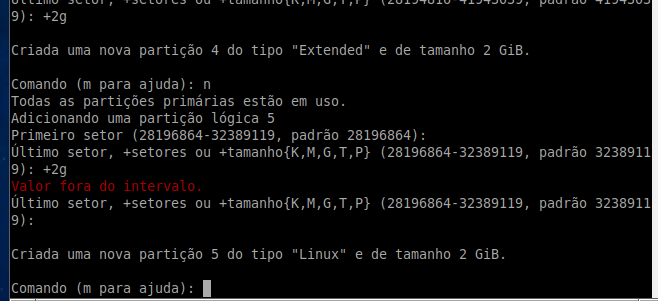 Último setor, +setores ou +tamanho{K,M,G,T,P} (28194816-41943039, padrão 4194303
9): +2g
Criada uma nova partição 4 do tipo "Extended" e de tamanho 2 GiB.
Comando (m para ajuda): n
Todas as partições primárias estão em uso.
Adicionando uma partição lógica 5
Primeiro setor (28196864-32389119, padrão 28196864):
Último setor, +setores ou +tamanho{K,M,G,T,P} (28196864-32389119, padrão 3238911
9): +2g
Valor fora do intervalo.
Último setor, +setores ou +tamanho{K,M,G,T,P} (28196864-32389119, padrão 3238911
9):
Criada uma nova partição 5 do tipo "Linux" e de tamanho 2 GiB.
Comando (m para ajuda):